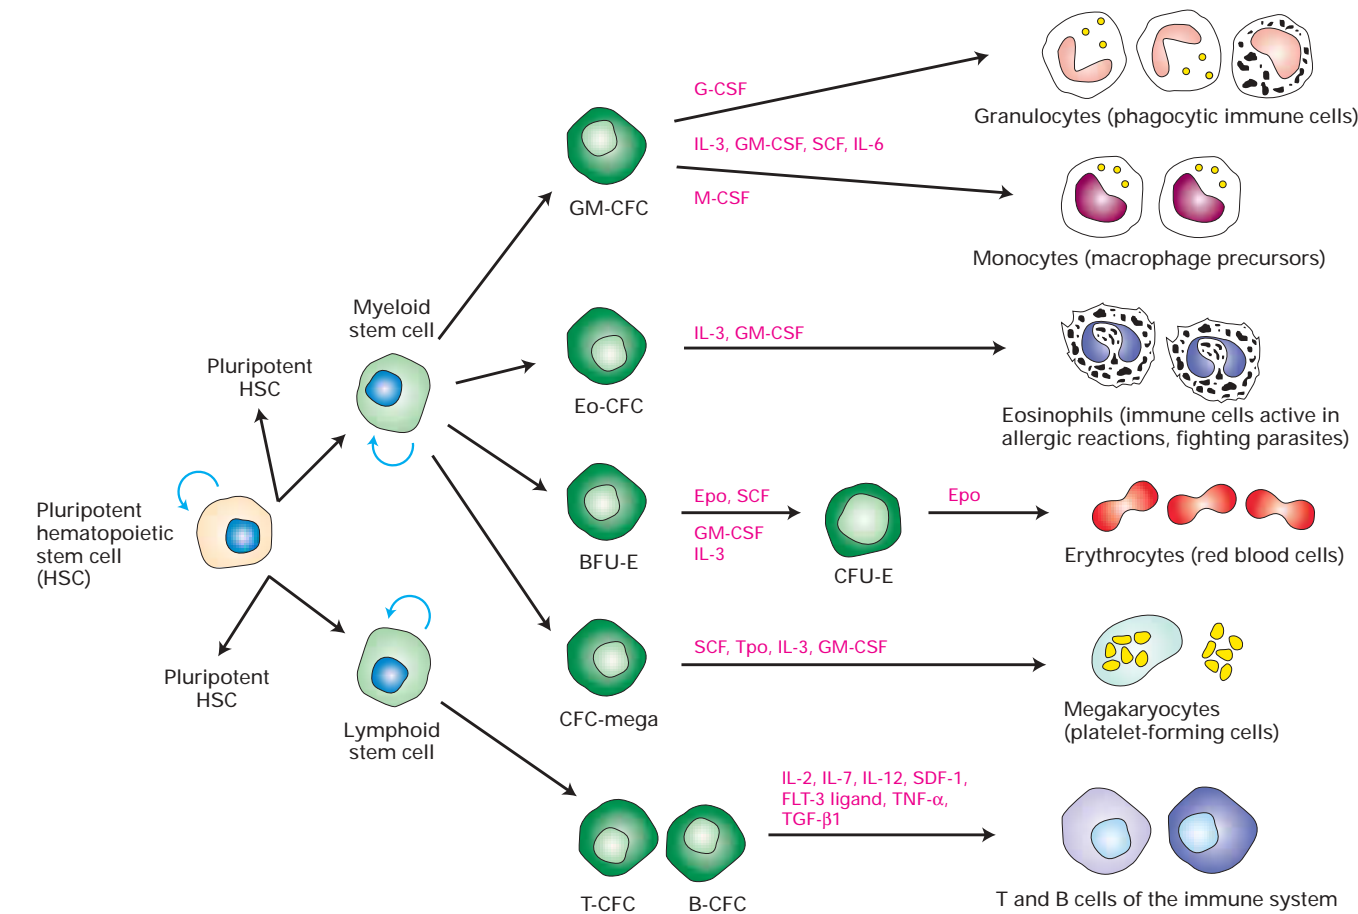 G-CSF
Granulocytes (phagocytic immune cells)
IL-3, GM-CSF, SCF, IL-6
GM-CFC
M-CSF
Monocytes (macrophage precursors)
Myeloid
stem cell
IL-3, GM-CSF
Pluripotent
HSC
Eo-CFC
Eosinophils (immune cells active in
allergic reactions, fighting parasites)
Pluripotent
hematopoietic
stem cell
(HSC)
Epo, SCF
GM-CSF
IL-3
BFU-E
Epo
CFU-E
Erythrocytes (red blood cells)
Pluripotent
HSC
SCF, Tpo, IL-3, GM-CSF
CFC-mega
Megakaryocytes
(platelet-forming cells)
Lymphoid
stem cell
IL-2, IL-7, IL-12, SDF-1,
FLT-3 ligand, TNF-α,
TGF-β1
T-CFC
B-CFC
T and B cells of the immune system